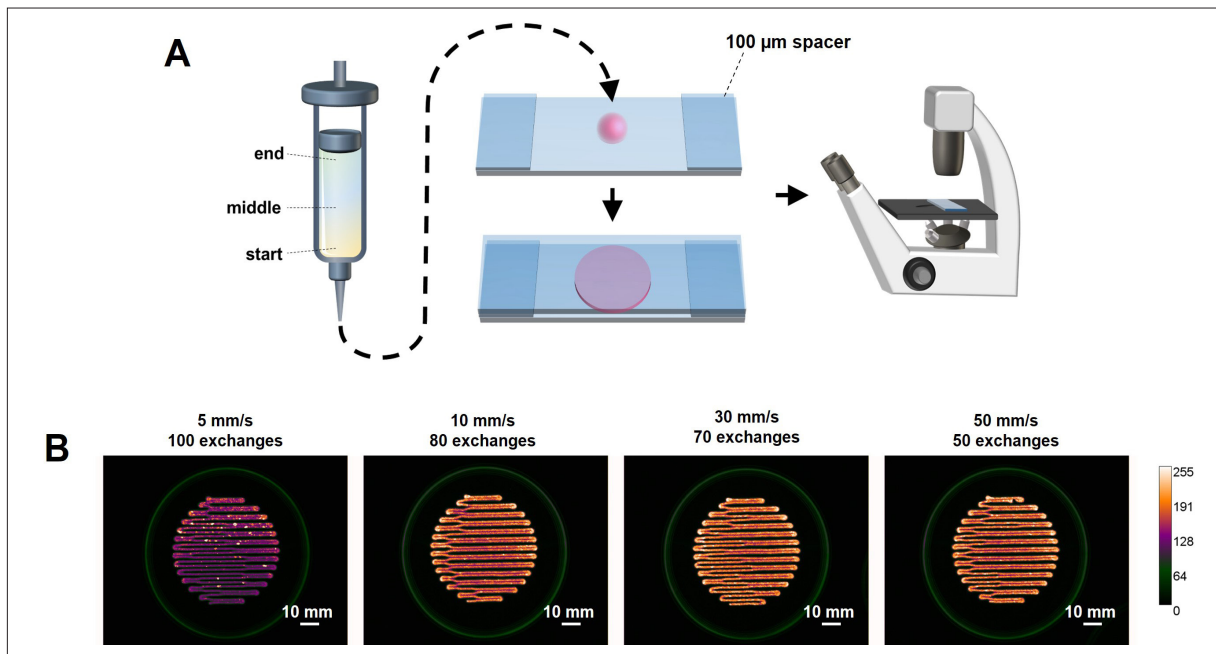 A
100 µm spacer
end
middle
start
B
5 mm/s
100 exchanges
10 mm/s
80 exchanges
30 mm/s
70 exchanges
50 mm/s
50 exchanges
10 mm
10 mm
10 mm
10 mm
255
191
128
64
0